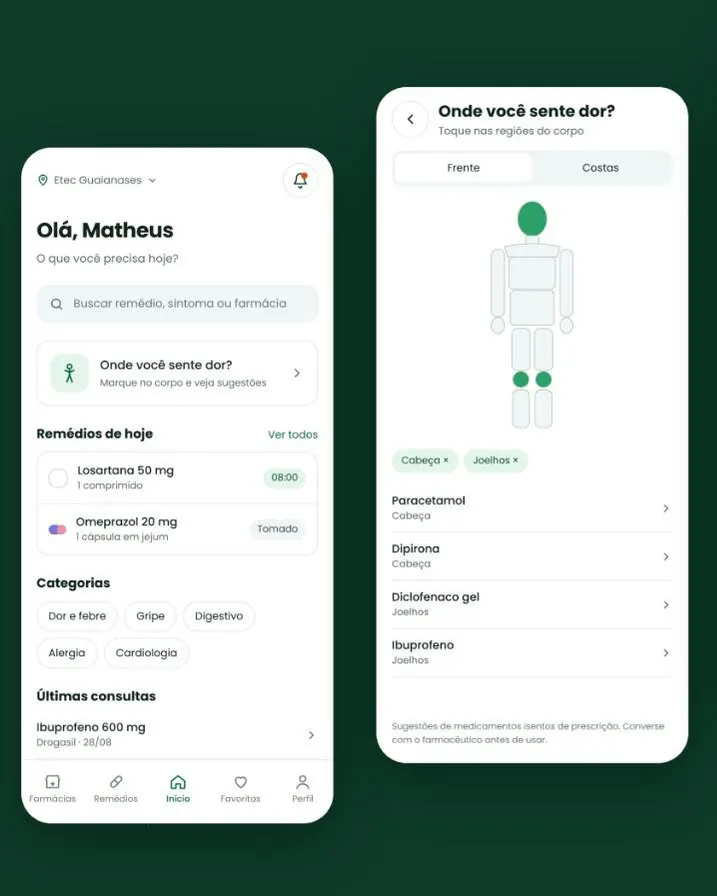 Etec Guaianases
Olá, Matheus
O que você precisa hoje?
Buscar remédio, sintoma ou farmácia
Onde você sente dor?
Marque no corpo e veja sugestões
Remédios de hoje
Ver todos
Losartana 50 mg
1 comprimido
08:00
Omeprazol 20 mg
1 cápsula em jejum
Tomado
Categorias
Dor e febre
Gripe
Digestivo
Alergia
Cardiologia
Últimas consultas
Ibuprofeno 600 mg
Drogasil · 28/08
Farmácias
Remédios
Início
Favoritos
Perfil
Onde você sente dor?
Toque nas regiões do corpo
Frente
Costas
Cabeça ×
Joelhos ×
Paracetamol
Cabeça
Dipirona
Cabeça
Diclofenaco gel
Joelhos
Ibuprofeno
Joelhos
Sugestões de medicamentos isentos de prescrição. Converse
com o farmacêutico antes de usar.